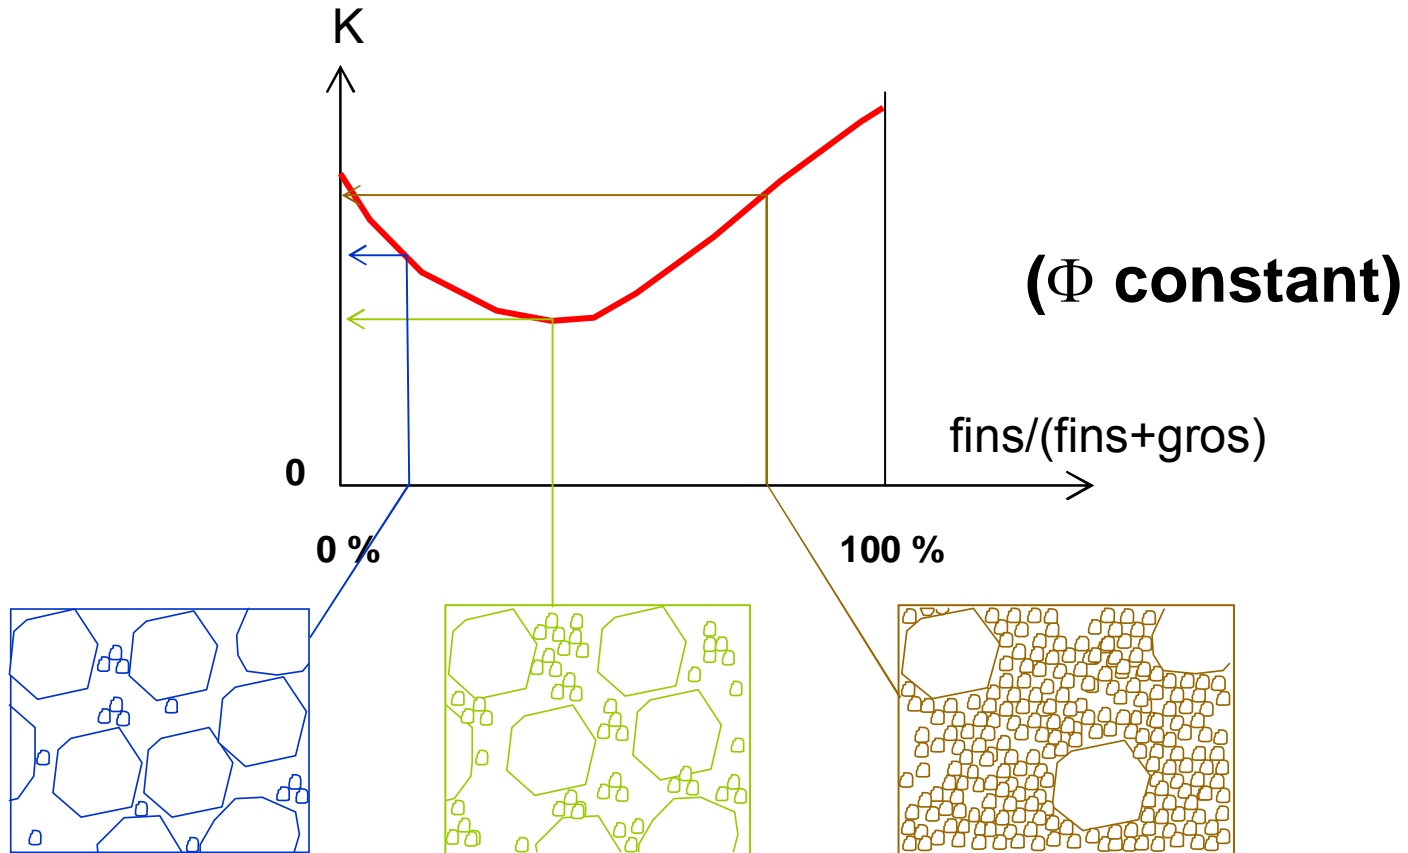 K
(Φ constant)
fins/(fins+gros)
0
0 %
100 %